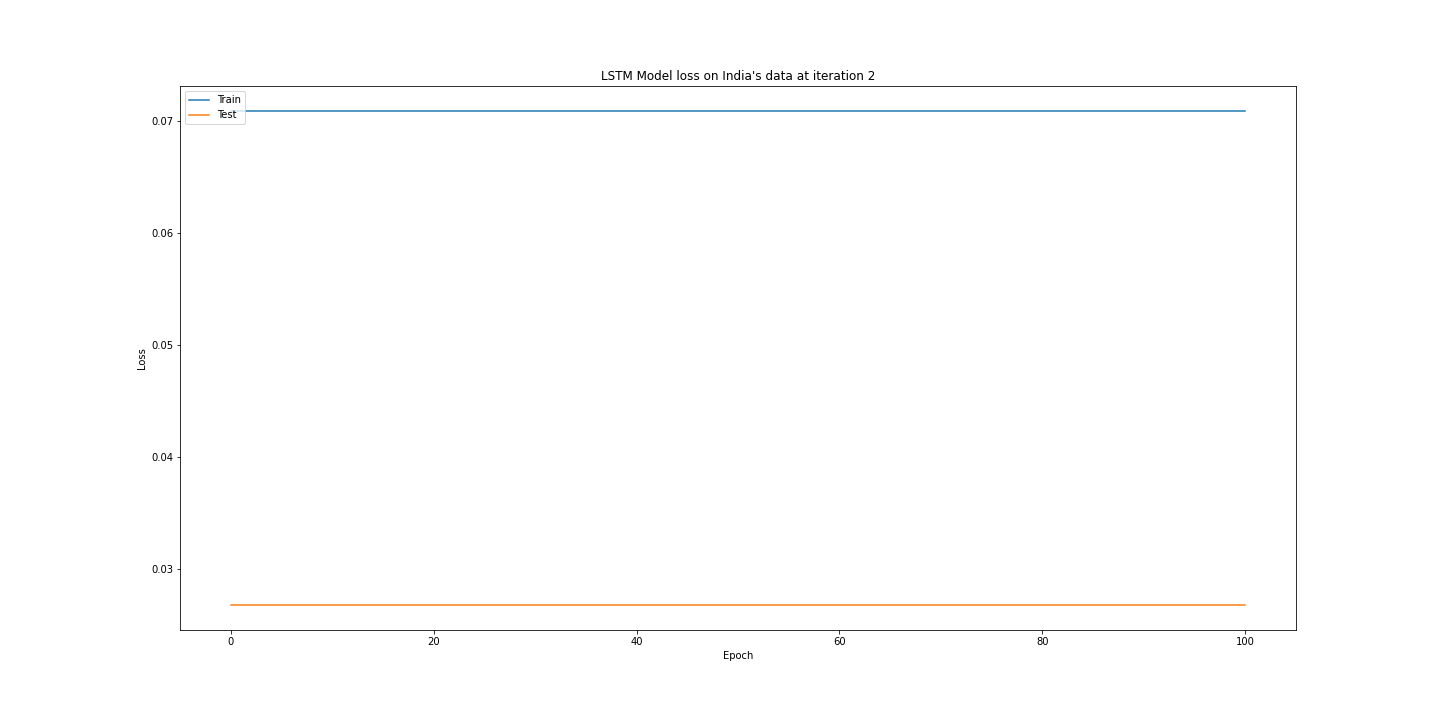 LSTM Model loss on India's data at iteration 2
Train
Test
0.07
0.06
0.05
0.04
0.03
Loss
0 20 40 60 80 100
Epoch